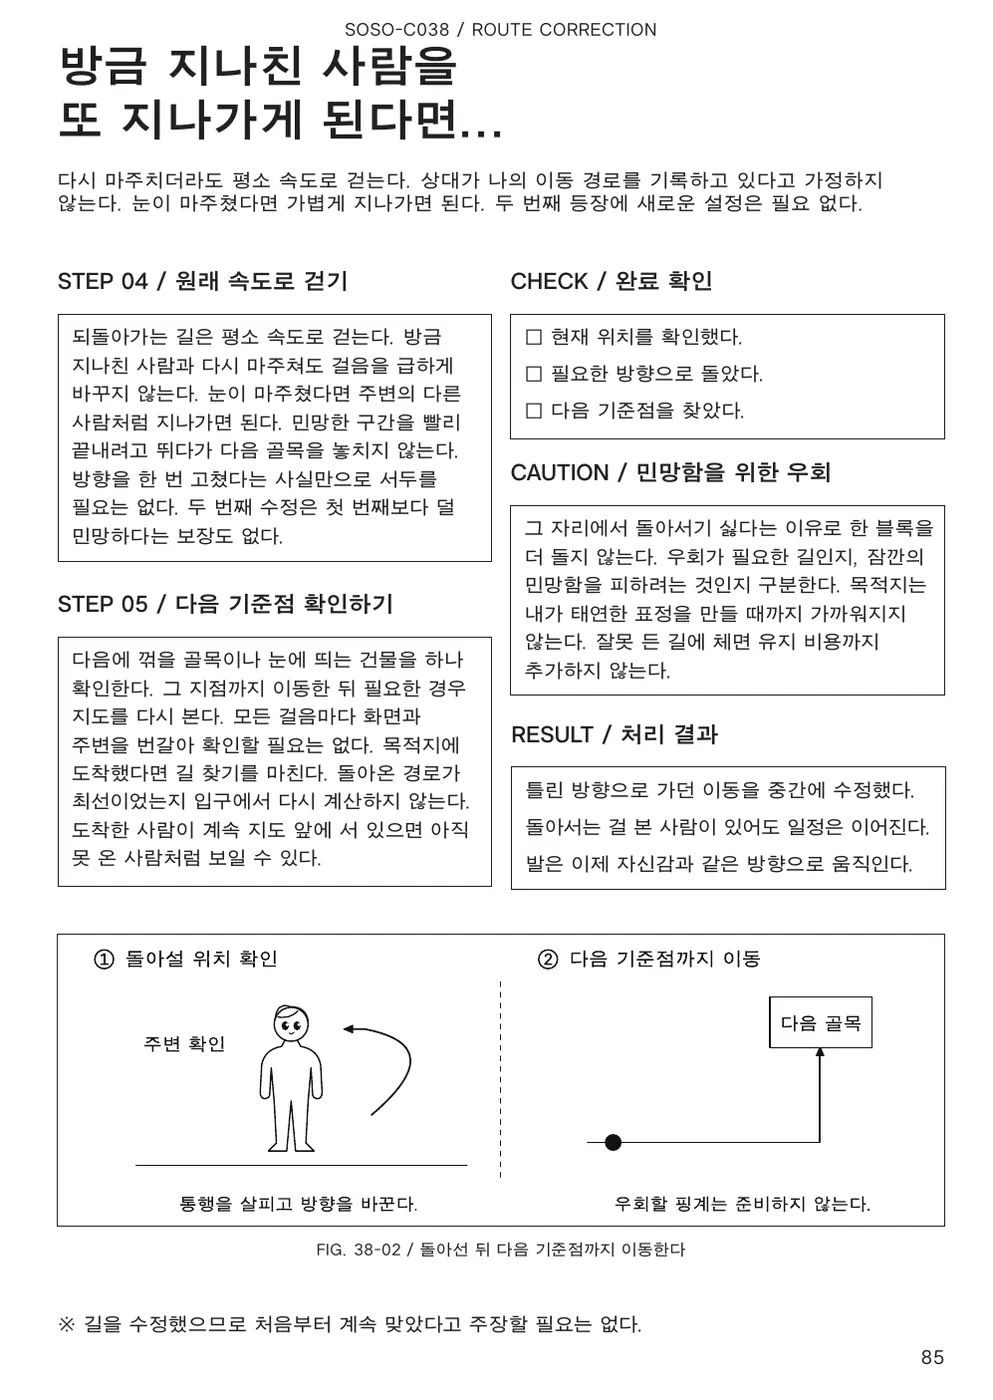 SOSO-C038 / ROUTE CORRECTION
방금 지나친 사람을
또 지나가게 된다면...
다시 마주치더라도 평소 속도로 걷는다. 상대가 나의 이동 경로를 기록하고 있다고 가정하지
않는다. 눈이 마주쳤다면 가볍게 지나가면 된다. 두 번째 등장에 새로운 설정은 필요 없다.
STEP 04 / 원래 속도로 걷기
되돌아가는 길은 평소 속도로 걷는다. 방금
지나친 사람과 다시 마주쳐도 걸음을 급하게
바꾸지 않는다. 눈이 마주쳤다면 주변의 다른
사람처럼 지나가면 된다. 민망한 구간을 빨리
끝내려고 뛰다가 다음 골목을 놓치지 않는다.
방향을 한 번 고쳤다는 사실만으로 서두를
필요는 없다. 두 번째 수정은 첫 번째보다 덜
민망하다는 보장도 없다.
STEP 05 / 다음 기준점 확인하기
다음에 꺾을 골목이나 눈에 띄는 건물을 하나
확인한다. 그 지점까지 이동한 뒤 필요한 경우
지도를 다시 본다. 모든 걸음마다 화면과
주변을 번갈아 확인할 필요는 없다. 목적지에
도착했다면 길 찾기를 마친다. 돌아온 경로가
최선이었는지 입구에서 다시 계산하지 않는다.
도착한 사람이 계속 지도 앞에 서 있으면 아직
못 온 사람처럼 보일 수 있다.
CHECK / 완료 확인
□ 현재 위치를 확인했다.
□ 필요한 방향으로 돌았다.
□ 다음 기준점을 찾았다.
CAUTION / 민망함을 위한 우회
그 자리에서 돌아서기 싫다는 이유로 한 블록을
더 돌지 않는다. 우회가 필요한 길인지, 잠깐의
민망함을 피하려는 것인지 구분한다. 목적지는
내가 태연한 표정을 만들 때까지 가까워지지
않는다. 잘못 든 길에 체면 유지 비용까지
추가하지 않는다.
RESULT / 처리 결과
틀린 방향으로 가던 이동을 중간에 수정했다.
돌아서는 걸 본 사람이 있어도 일정은 이어진다.
발은 이제 자신감과 같은 방향으로 움직인다.
① 돌아설 위치 확인
주변 확인
통행을 살피고 방향을 바꾼다.
② 다음 기준점까지 이동
다음 골목
우회할 핑계는 준비하지 않는다.
FIG. 38-02 / 돌아선 뒤 다음 기준점까지 이동한다
※ 길을 수정했으므로 처음부터 계속 맞았다고 주장할 필요는 없다.
85